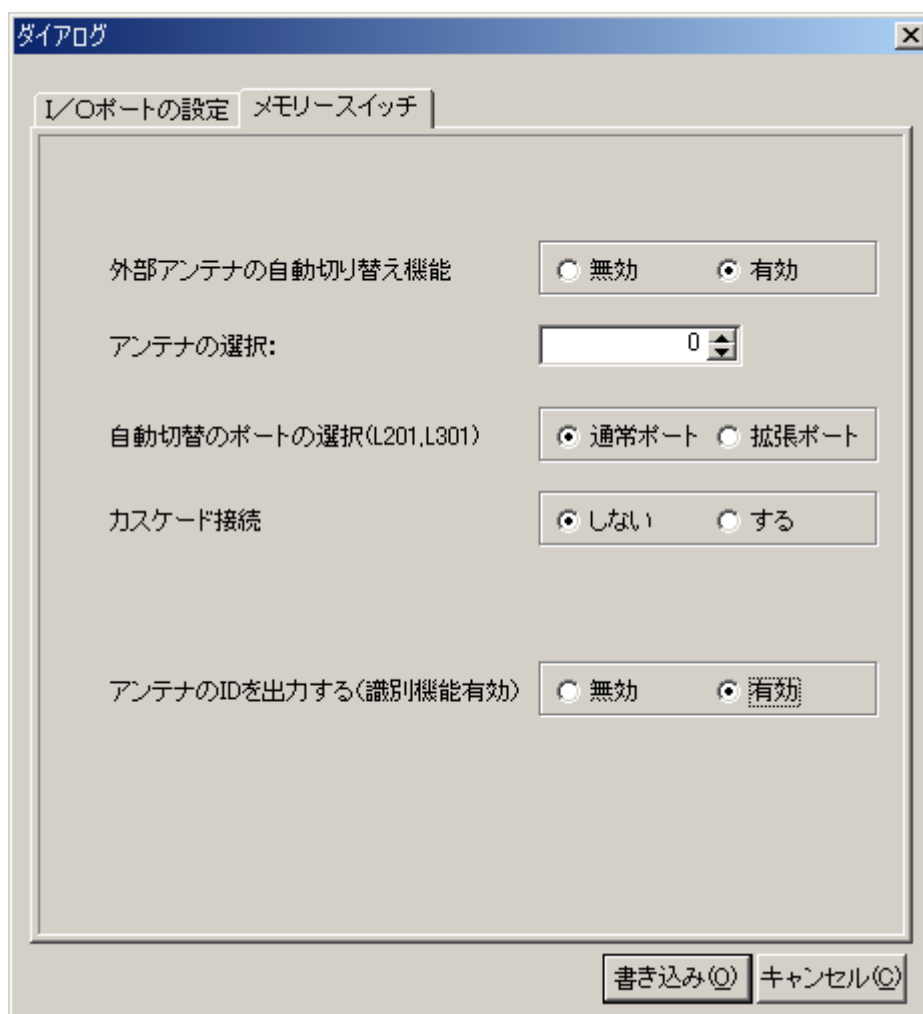 ダイアログ
I/Oポートの設定 メモリースイッチ
外部アンテナの自動切り替え機能 無効 有効
アンテナの選択: 0
自動切替のポートの選択(L201,L301) 通常ポート 拡張ポート
カスケード接続 しない する
アンテナのIDを出力する(識別機能有効) 無効 有効
書き込み(O) キャンセル(C)